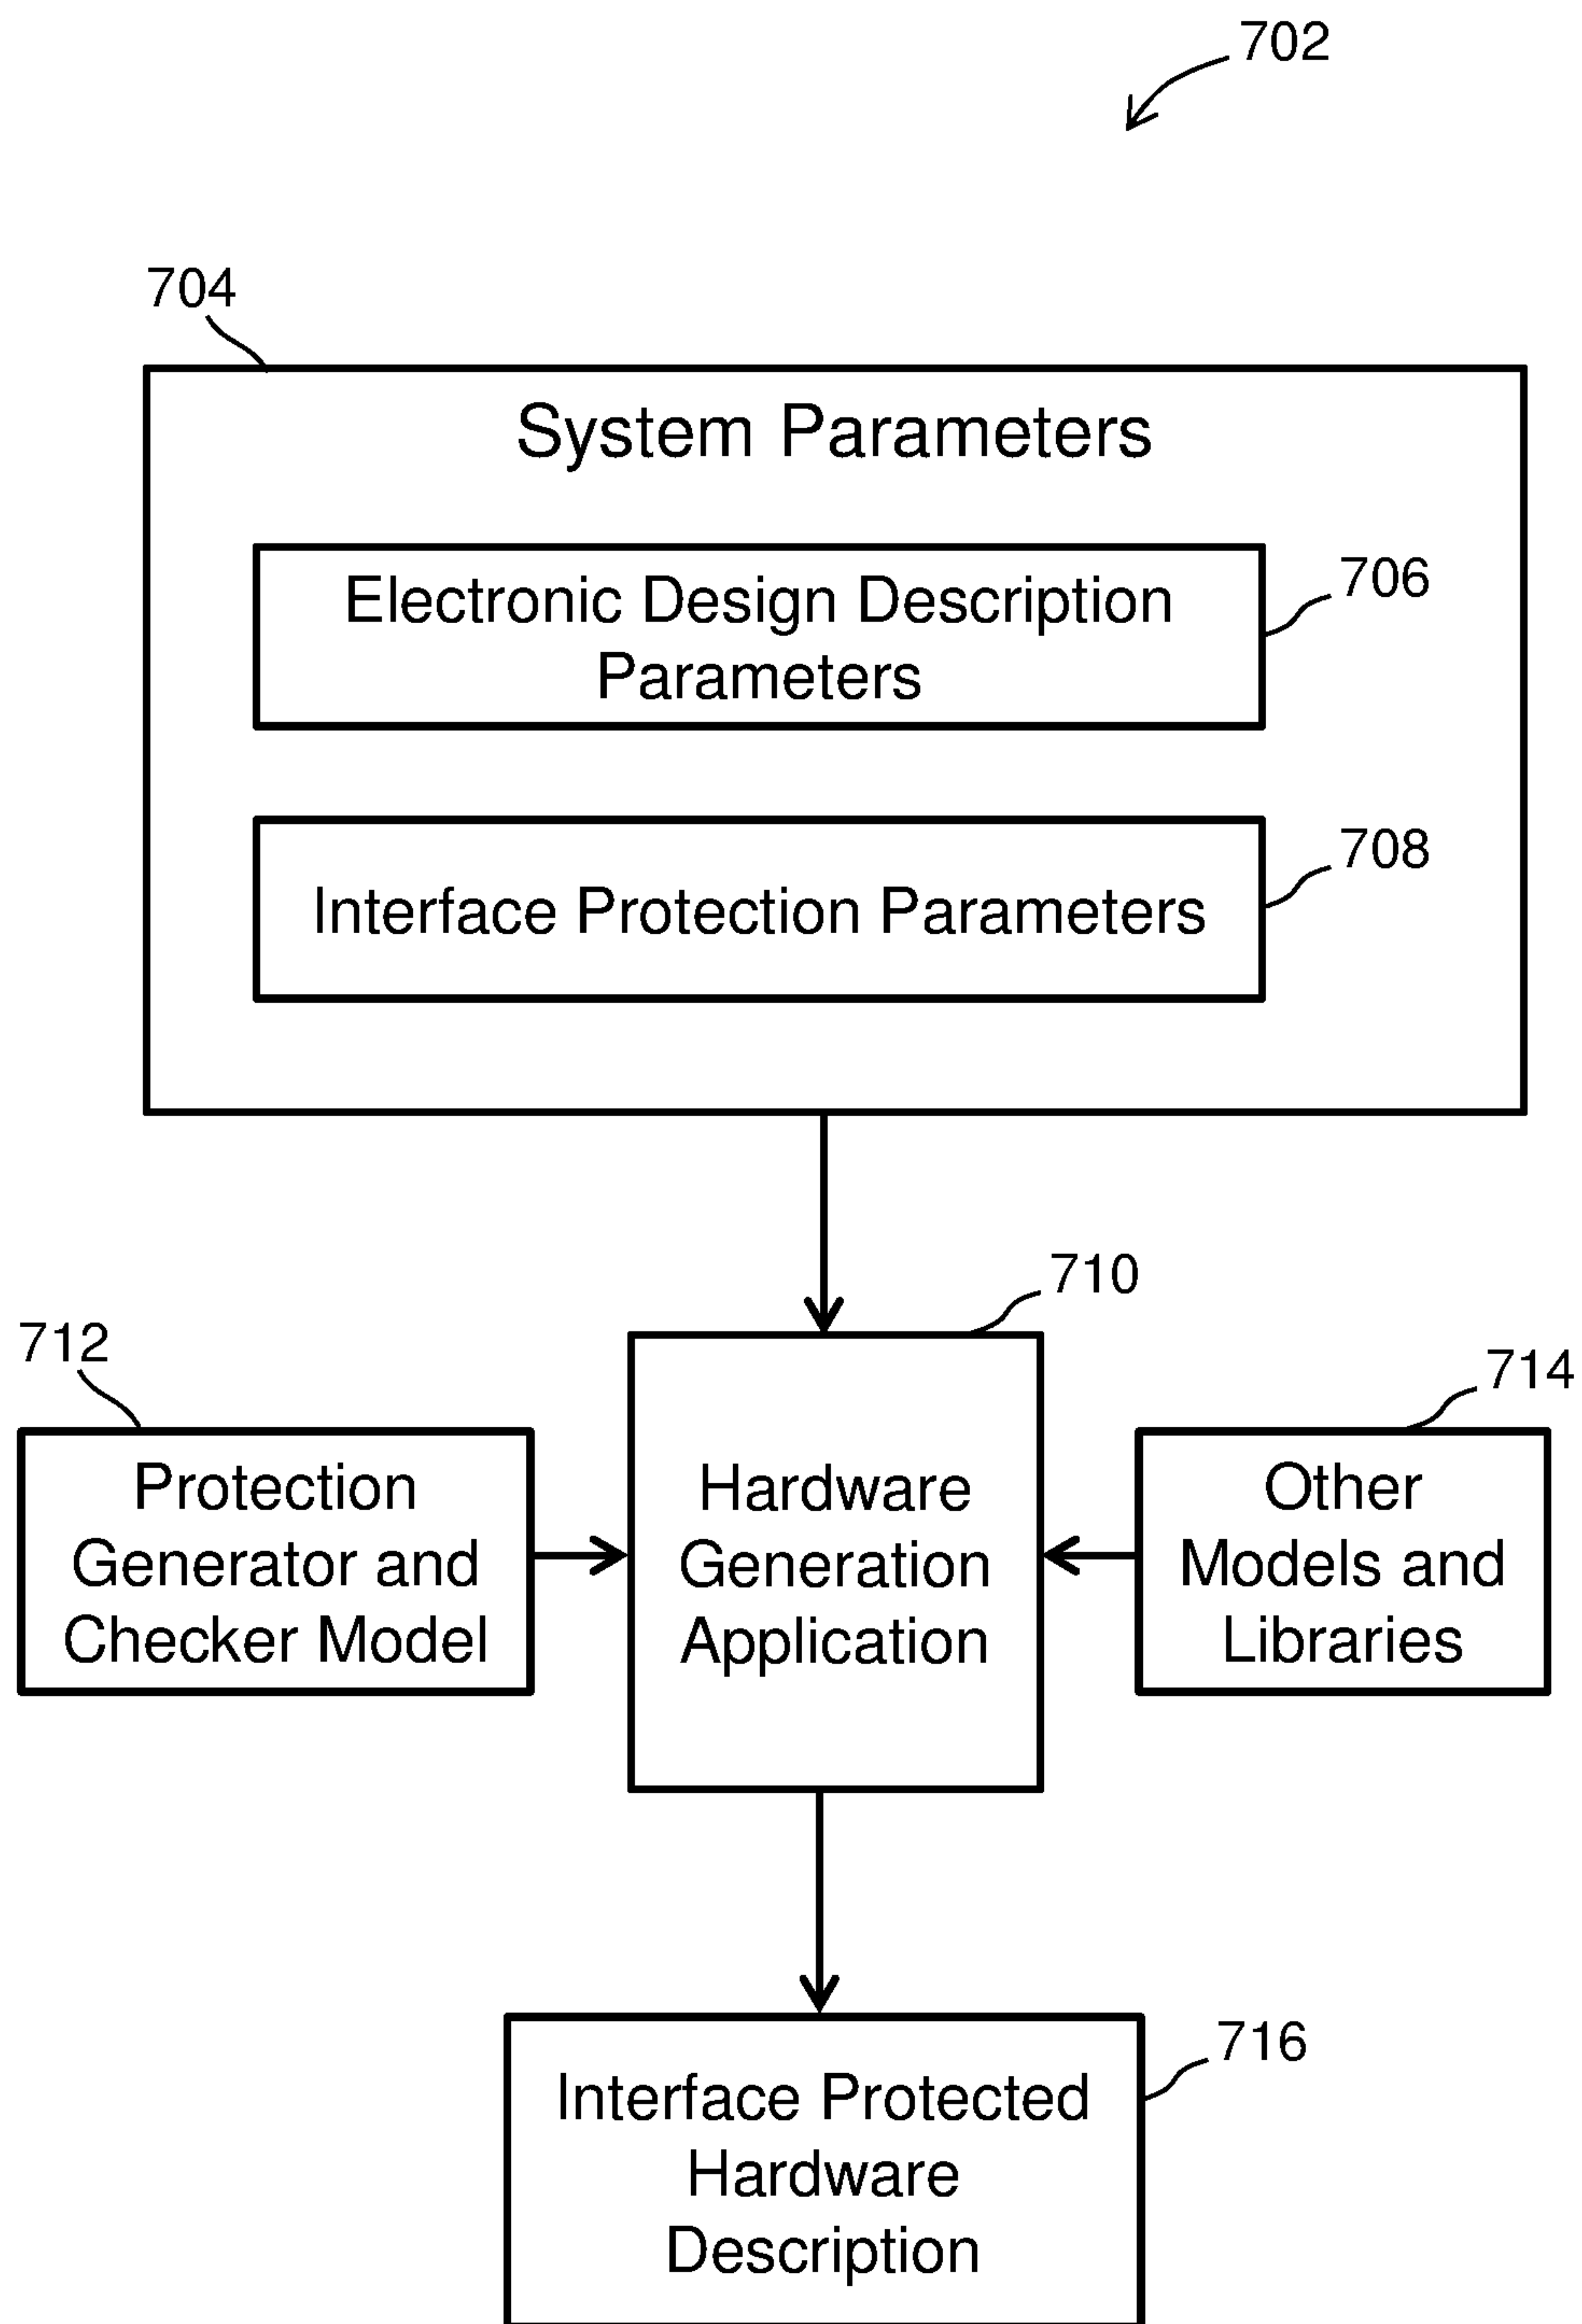 702
704
System Parameters
Electronic Design Description
Parameters
706
Interface Protection Parameters
708
710
712
714
Protection
Generator and
Checker Model
Hardware
Generation
Application
Other
Models and
Libraries
716
Interface Protected
Hardware
Description